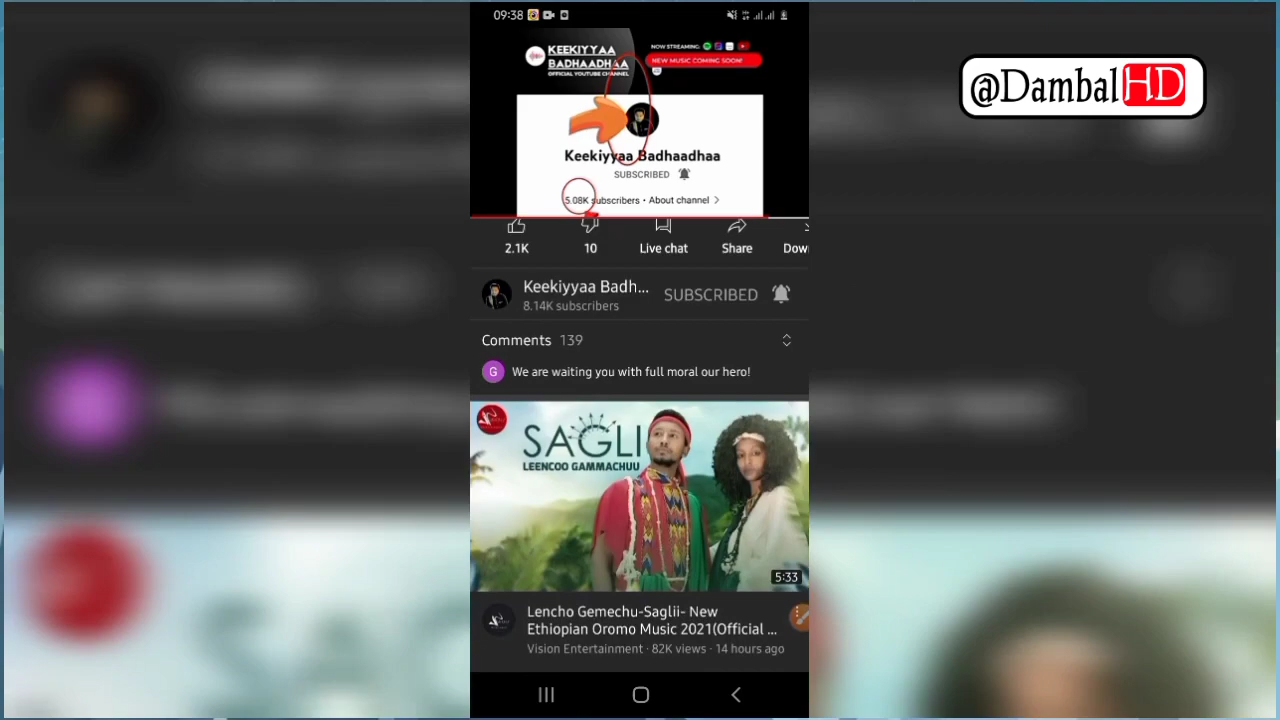 09:38
KEEKIYYAA
BADHAADHAA
OFFICIAL YOUTUBE CHANNEL
NOW STREAMING:
NEW MUSIC COMING SOON!
@DambalHD
Keekiyyaa Badhaadhaa
SUBSCRIBED
5.08K subscribers • About channel
2.1K
10
Live chat
Share
Dow
Keekiyyaa Badh...
8.14K subscribers
SUBSCRIBED
Comments 139
G
We are waiting you with full moral our hero!
SAGLI
LEENCOO GAMMACHUU
5:33
Lencho Gemechu-Saglii- New
Ethiopian Oromo Music 2021(Official ...
Vision Entertainment · 82K views · 14 hours ago